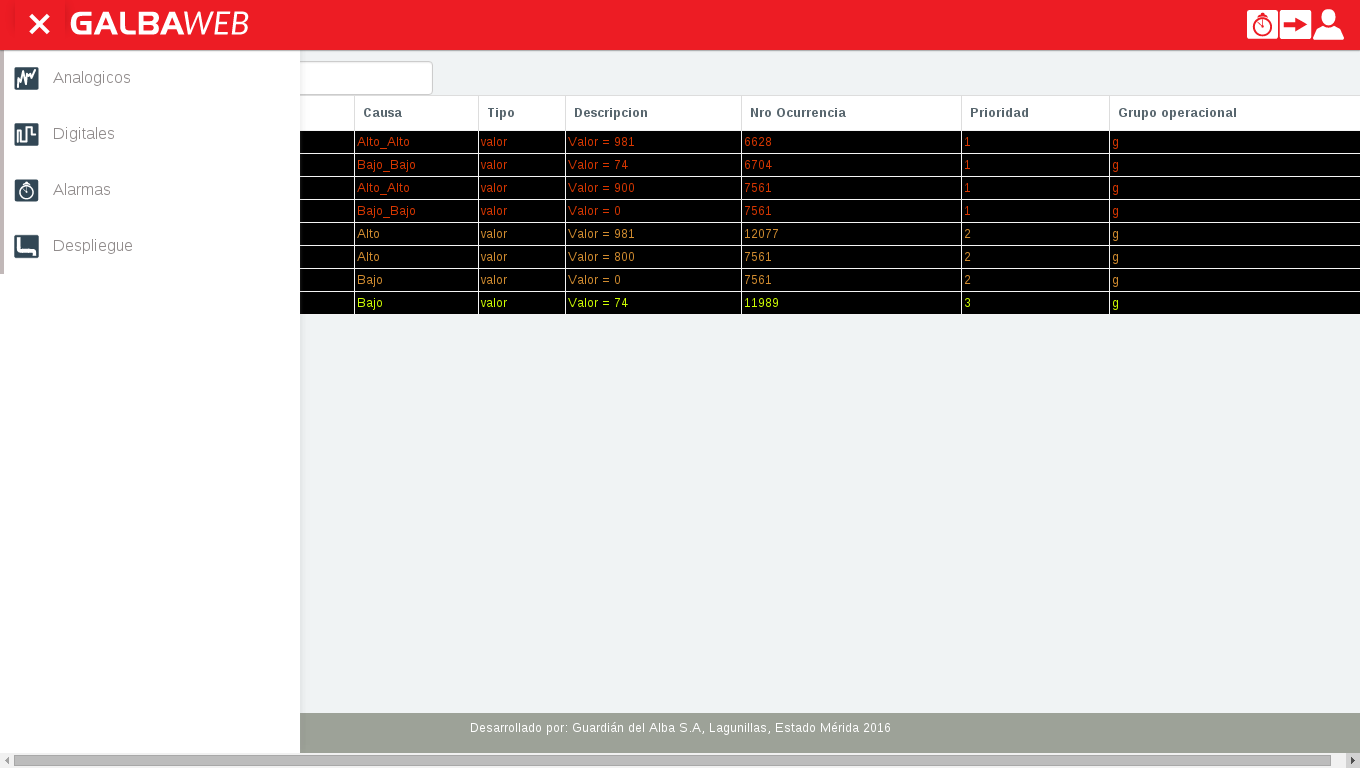 GALBAWEB
Analogicos
Digitales
Alarmas
Despliegue
Causa Tipo Descripcion Nro Ocurrencia Prioridad Grupo operacional
Alto_Alto valor Valor = 981 6628 1 g
Bajo_Bajo valor Valor = 74 6704 1 g
Alto_Alto valor Valor = 900 7561 1 g
Bajo_Bajo valor Valor = 0 7561 1 g
Alto valor Valor = 981 12077 2 g
Alto valor Valor = 800 7561 2 g
Bajo valor Valor = 0 7561 2 g
Bajo valor Valor = 74 11989 3 g
Desarrollado por: Guardián del Alba S.A, Lagunillas, Estado Mérida 2016